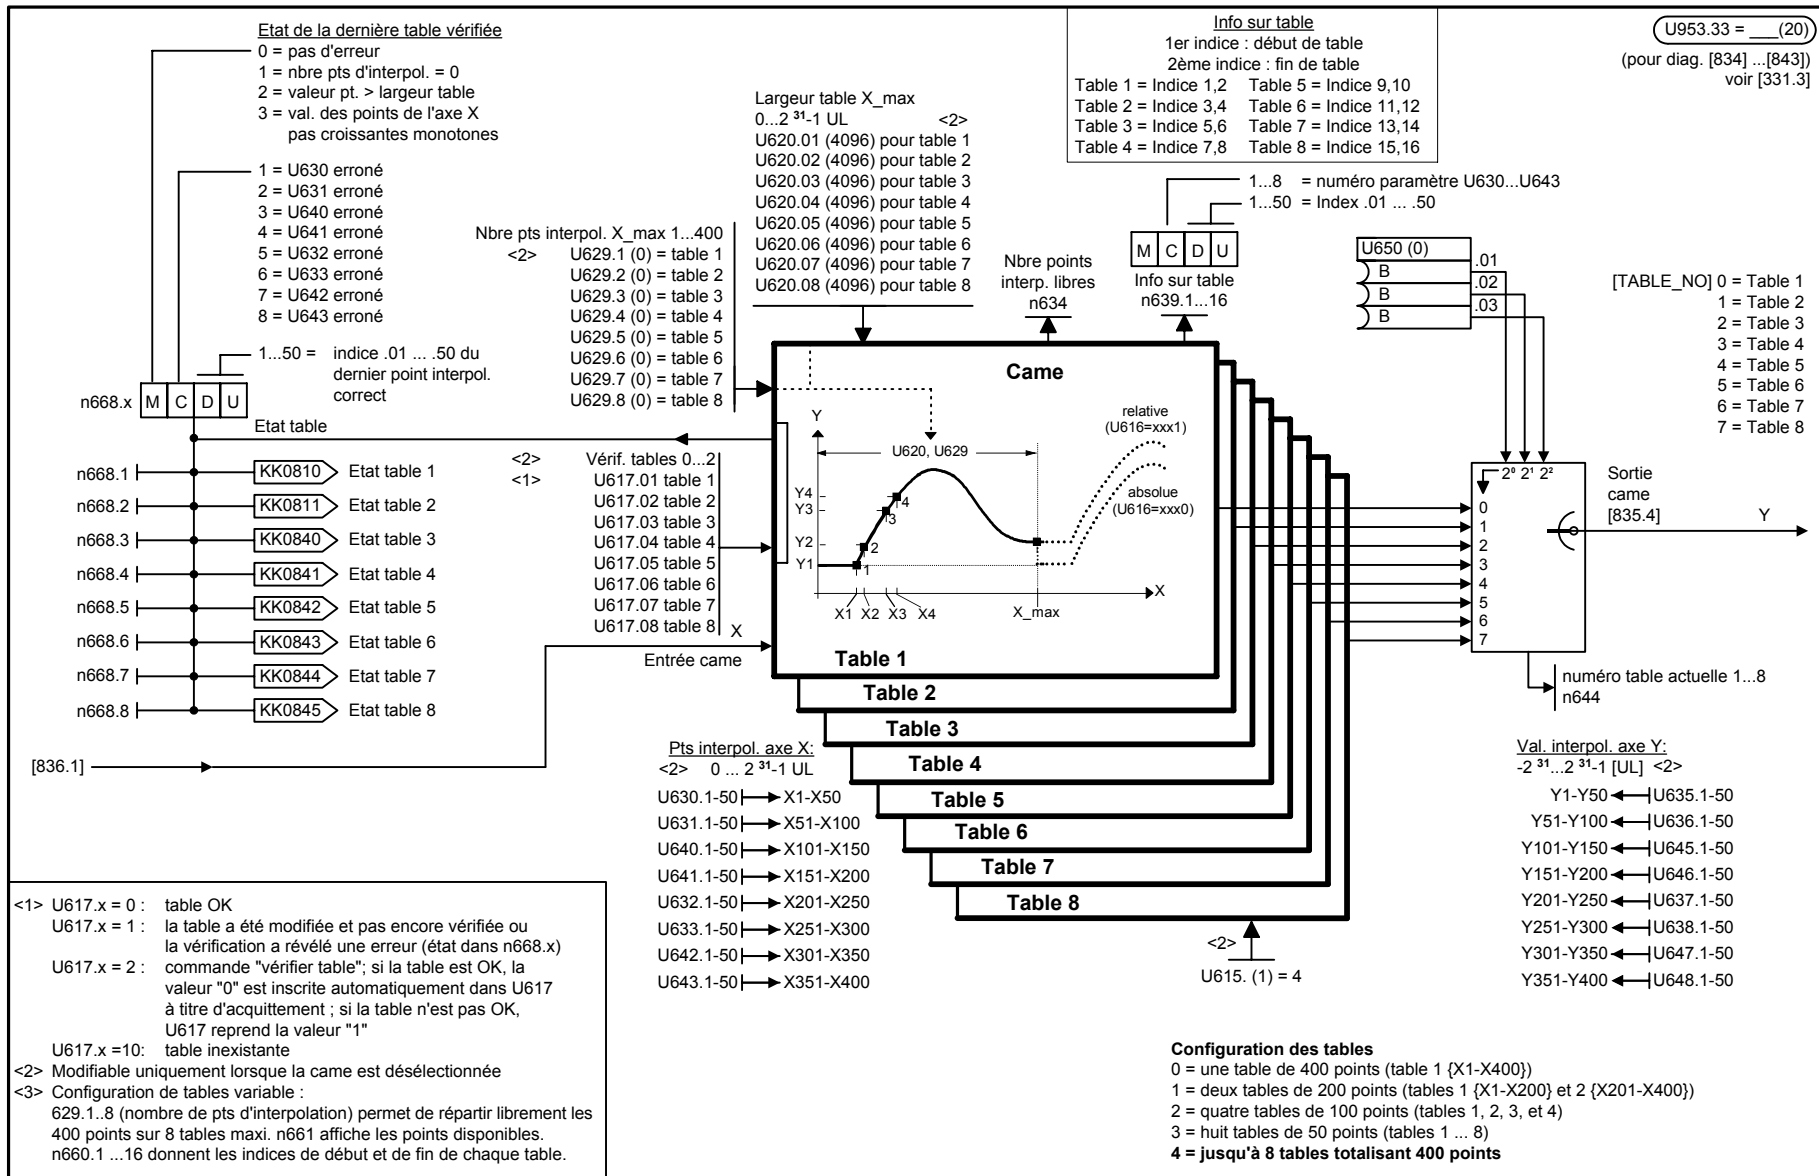 Etat de la dernière table vérifiée
0 = pas d'erreur
1 = nbre pts d'interpol. = 0
2 = valeur pt. > largeur table
3 = val. des points de l'axe X
pas croissantes monotones
1 = U630 erroné
2 = U631 erroné
3 = U640 erroné
4 = U641 erroné
5 = U632 erroné
6 = U633 erroné
7 = U642 erroné
8 = U643 erroné
1...50 = indice .01 ... .50 du
dernier point interpol.
correct
n668.x M C D U
Etat table
n668.1 KK0810 Etat table 1
n668.2 KK0811 Etat table 2
n668.3 KK0840 Etat table 3
n668.4 KK0841 Etat table 4
n668.5 KK0842 Etat table 5
n668.6 KK0843 Etat table 6
n668.7 KK0844 Etat table 7
n668.8 KK0845 Etat table 8
[836.1]
Nbre pts interpol. X_max 1...400
<2> U629.1 (0) = table 1
U629.2 (0) = table 2
U629.3 (0) = table 3
U629.4 (0) = table 4
U629.5 (0) = table 5
U629.6 (0) = table 6
U629.7 (0) = table 7
U629.8 (0) = table 8
<2> Vérif. tables 0...2
<1> U617.01 table 1
U617.02 table 2
U617.03 table 3
U617.04 table 4
U617.05 table 5
U617.06 table 6
U617.07 table 7
U617.08 table 8
X
Entrée came
Largeur table X_max
0...2 ³¹-1 UL <2>
U620.01 (4096) pour table 1
U620.02 (4096) pour table 2
U620.03 (4096) pour table 3
U620.04 (4096) pour table 4
U620.05 (4096) pour table 5
U620.06 (4096) pour table 6
U620.07 (4096) pour table 7
U620.08 (4096) pour table 8
Nbre points
interp. libres
n634
Info sur table
1er indice : début de table
2ème indice : fin de table
Table 1 = Indice 1,2 Table 5 = Indice 9,10
Table 2 = Indice 3,4 Table 6 = Indice 11,12
Table 3 = Indice 5,6 Table 7 = Indice 13,14
Table 4 = Indice 7,8 Table 8 = Indice 15,16
1...8 = numéro paramètre U630...U643
1...50 = Index .01 ... .50
M C D U
Info sur table
n639.1...16
U953.33 = ___(20)
(pour diag. [834] ...[843])
voir [331.3]
U650 (0)
B .01
B .02
B .03
[TABLE_NO] 0 = Table 1
1 = Table 2
2 = Table 3
3 = Table 4
4 = Table 5
5 = Table 6
6 = Table 7
7 = Table 8
Came
Y
U620, U629
relative
(U616=xxx1)
absolue
(U616=xxx0)
Y4
Y3
Y2
Y1
4
3
2
1
X
X1 X2 X3 X4 X_max
Table 1
Table 2
Table 3
Table 4
Table 5
Table 6
Table 7
Table 8
<2>
U615. (1) = 4
2⁰ 2¹ 2²
0
1
2
3
4
5
6
7
Sortie
came
[835.4]
Y
numéro table actuelle 1...8
n644
Pts interpol. axe X:
<2> 0 ... 2 ³¹-1 UL
U630.1-50 X1-X50
U631.1-50 X51-X100
U640.1-50 X101-X150
U641.1-50 X151-X200
U632.1-50 X201-X250
U633.1-50 X251-X300
U642.1-50 X301-X350
U643.1-50 X351-X400
Val. interpol. axe Y:
-2 ³¹...2 ³¹-1 [UL] <2>
Y1-Y50 U635.1-50
Y51-Y100 U636.1-50
Y101-Y150 U645.1-50
Y151-Y200 U646.1-50
Y201-Y250 U637.1-50
Y251-Y300 U638.1-50
Y301-Y350 U647.1-50
Y351-Y400 U648.1-50
<1> U617.x = 0 : table OK
U617.x = 1 : la table a été modifiée et pas encore vérifiée ou
la vérification a révélé une erreur (état dans n668.x)
U617.x = 2 : commande "vérifier table"; si la table est OK, la
valeur "0" est inscrite automatiquement dans U617
à titre d'acquittement ; si la table n'est pas OK,
U617 reprend la valeur "1"
U617.x =10: table inexistante
<2> Modifiable uniquement lorsque la came est désélectionnée
<3> Configuration de tables variable :
629.1..8 (nombre de pts d'interpolation) permet de répartir librement les
400 points sur 8 tables maxi. n661 affiche les points disponibles.
n660.1 ...16 donnent les indices de début et de fin de chaque table.
Configuration des tables
0 = une table de 400 points (table 1 {X1-X400})
1 = deux tables de 200 points (tables 1 {X1-X200} et 2 {X201-X400})
2 = quatre tables de 100 points (tables 1, 2, 3, et 4)
3 = huit tables de 50 points (tables 1 ... 8)
4 = jusqu'à 8 tables totalisant 400 points